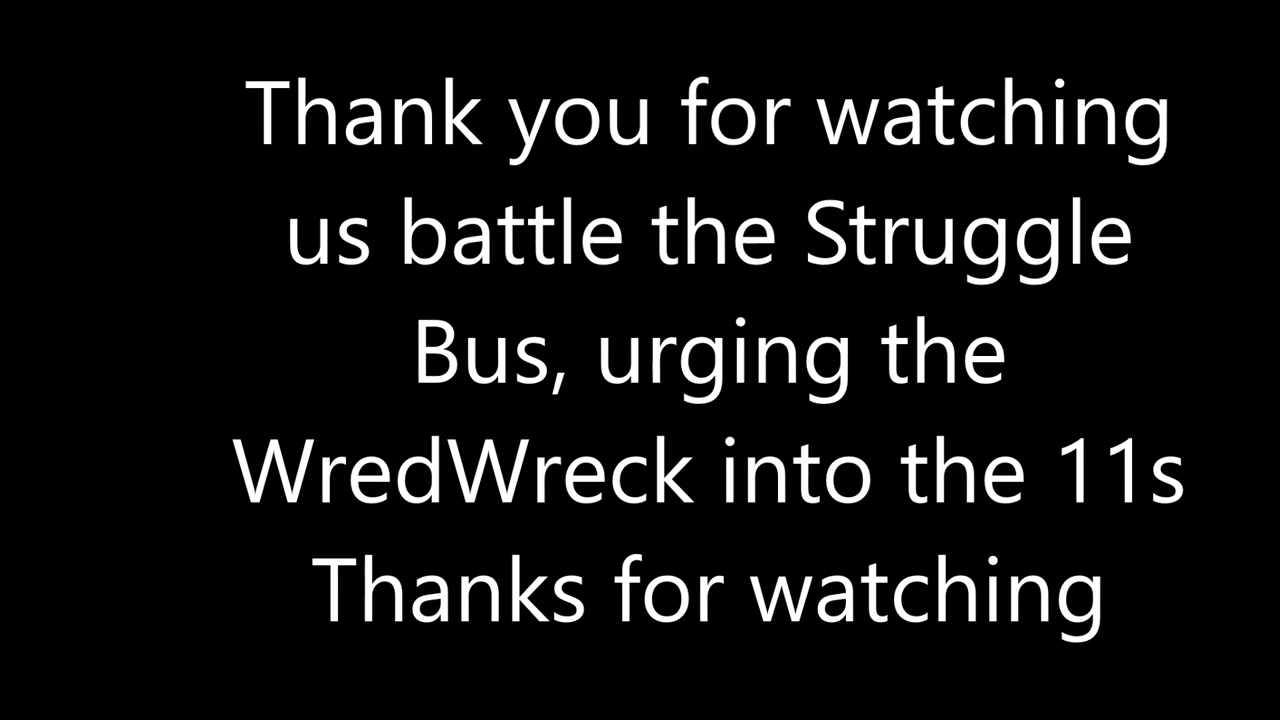 Thank you for watching
us battle the Struggle
Bus, urging the
WredWreck into the 11s
Thanks for watching